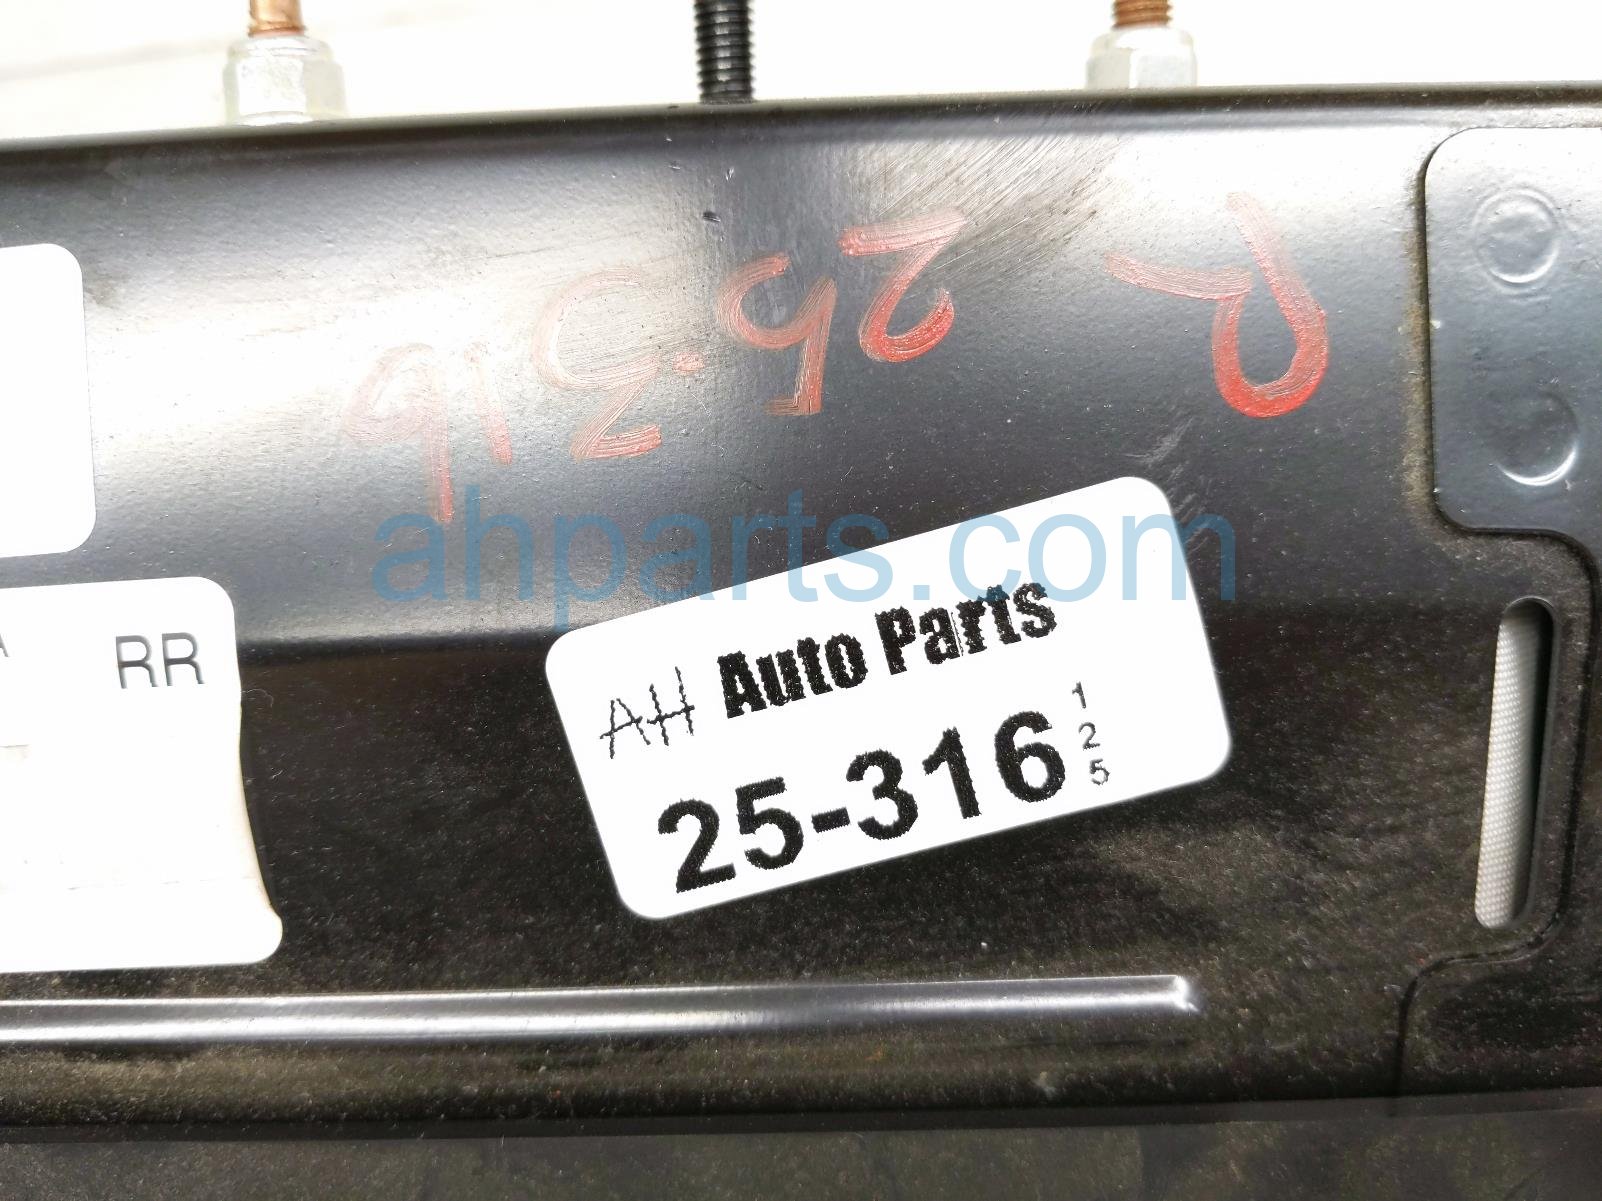 R 25.316
ahparts.com
AH Auto Parts
25-316
1
2
5
A RR